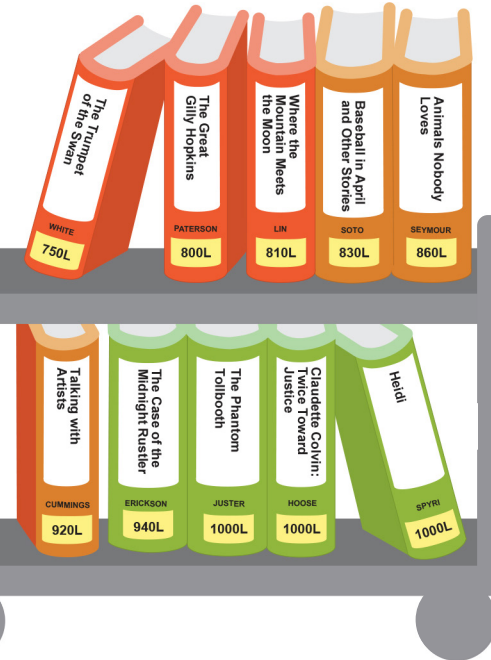 The Trumpet
of the Swan
WHITE
750L
The Great
Gilly Hopkins
PATERSON
800L
Where the
Mountain Meets
the Moon
LIN
810L
Baseball in April
and Other Stories
SOTO
830L
Animals Nobody
Loves
SEYMOUR
860L
Talking with
Artists
CUMMINGS
920L
The Case of the
Midnight Rustler
ERICKSON
940L
The Phantom
Tollbooth
JUSTER
1000L
Claudette Colvin:
Twice Toward
Justice
HOOSE
1000L
Heidi
SPYRI
1000L